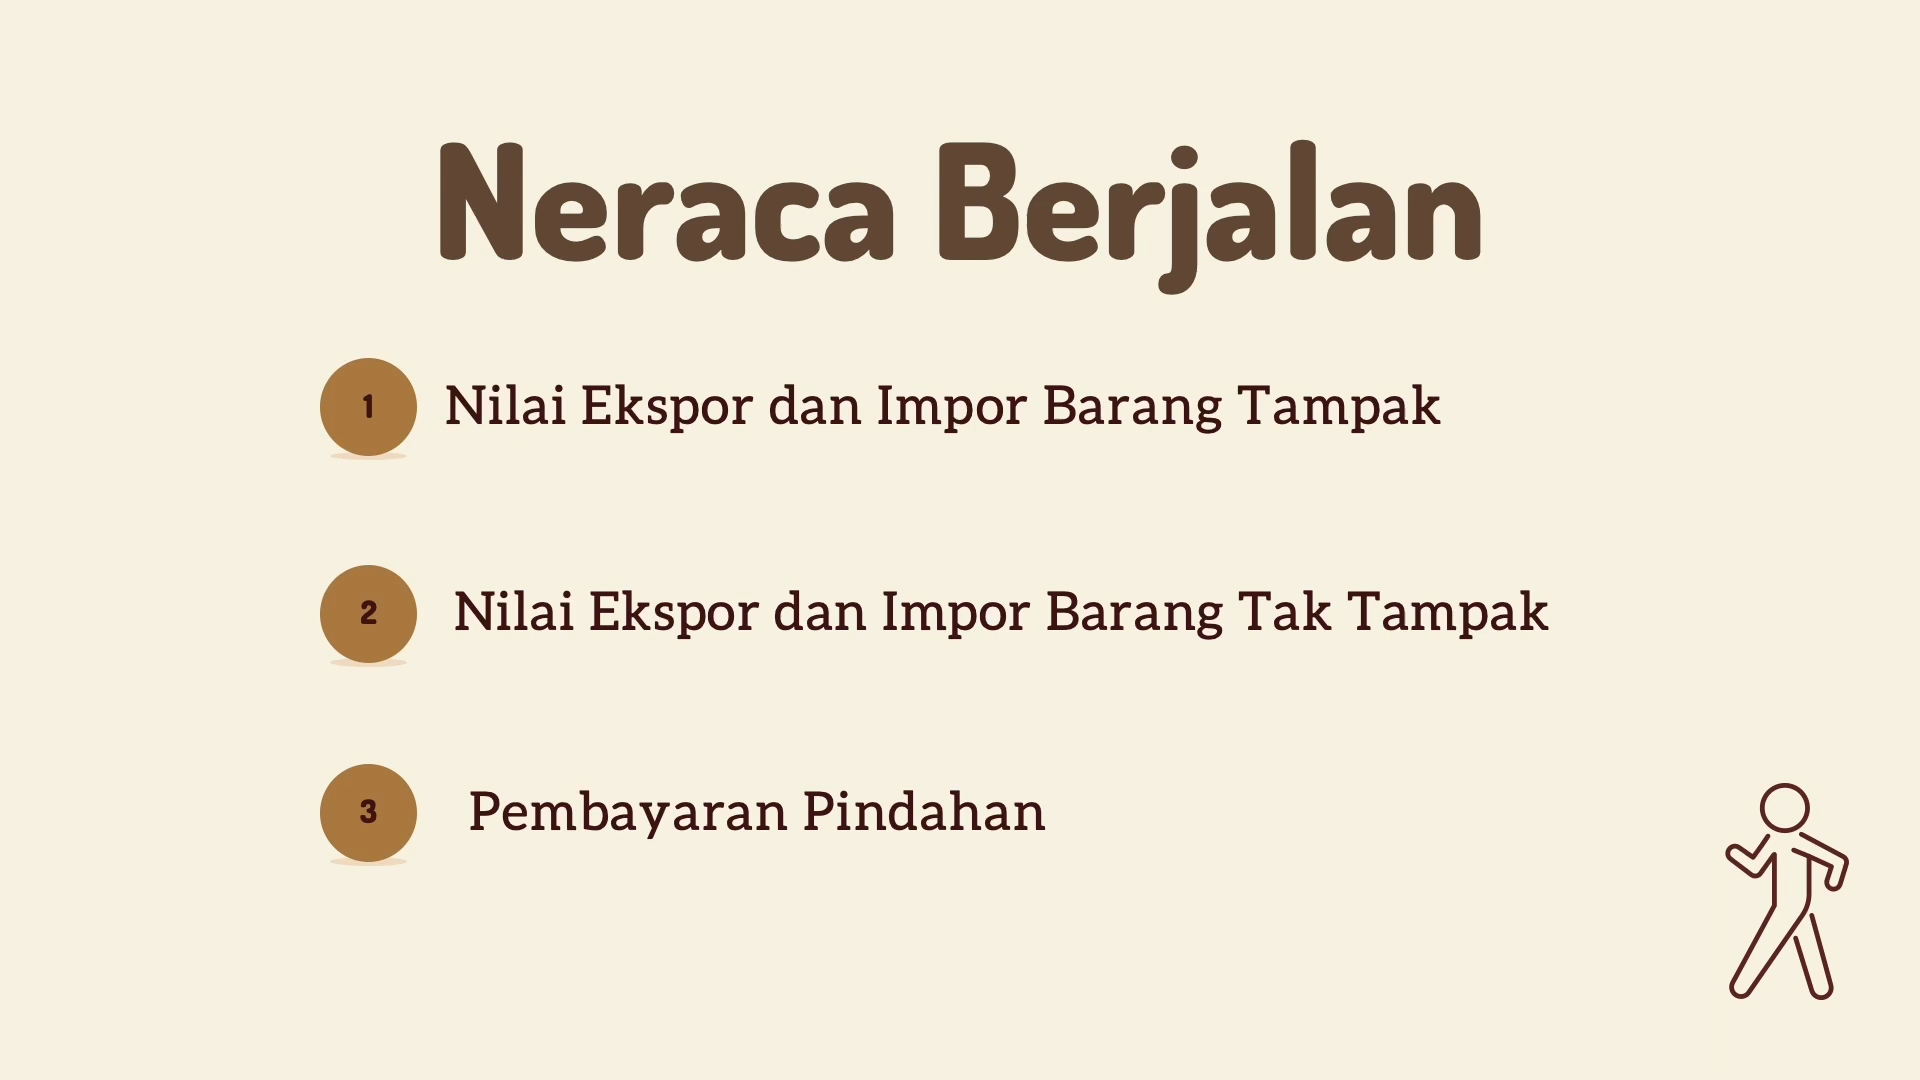 Neraca Berjalan
1 Nilai Ekspor dan Impor Barang Tampak
2 Nilai Ekspor dan Impor Barang Tak Tampak
3 Pembayaran Pindahan